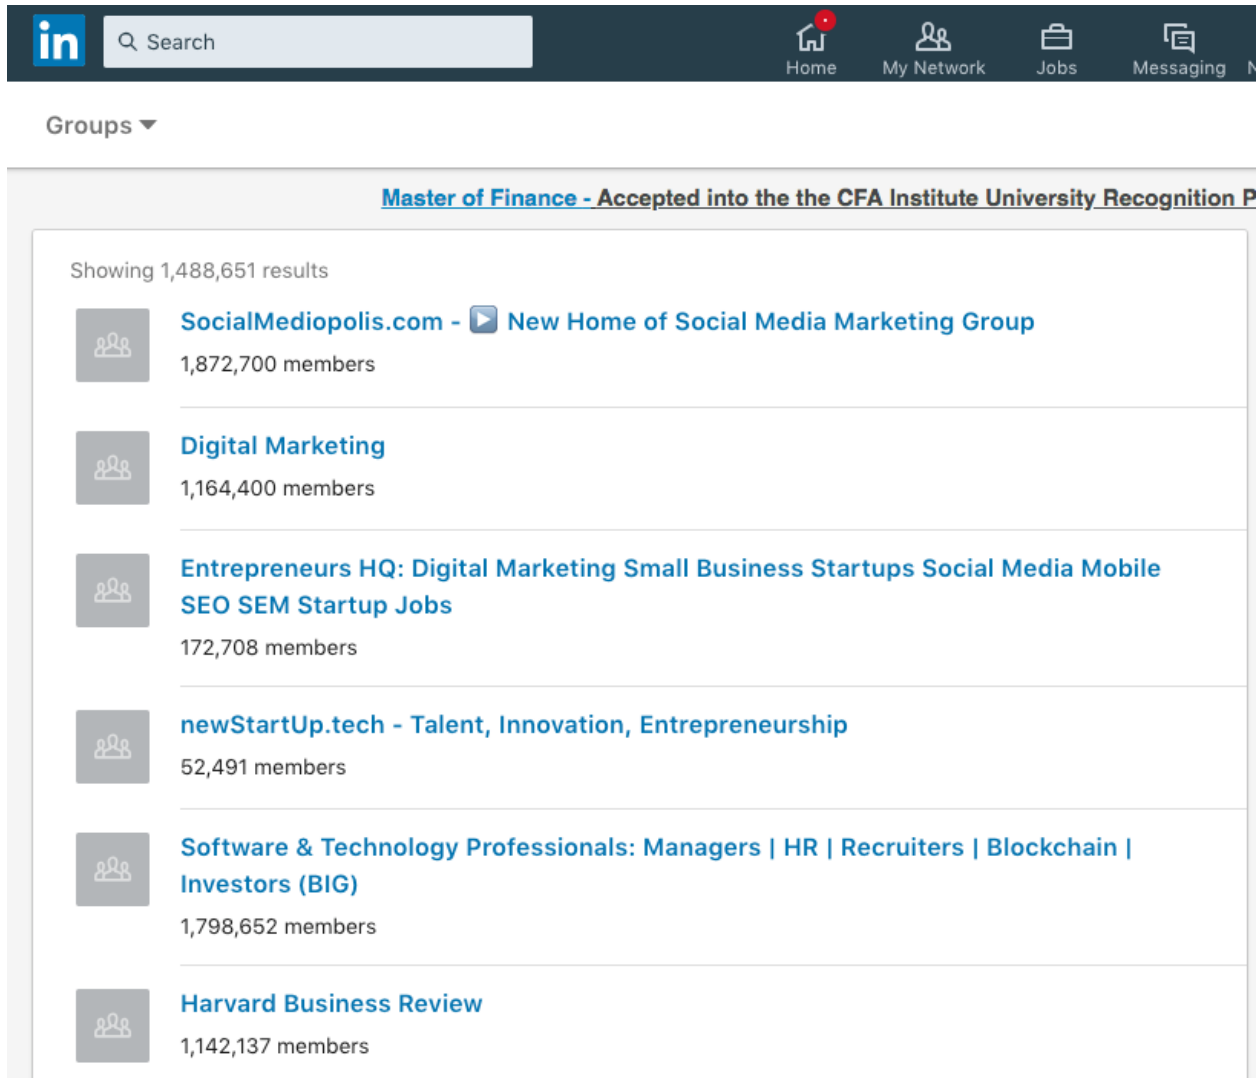 in
Search
Home
My Network
Jobs
Messaging
N
Groups
Master of Finance - Accepted into the the CFA Institute University Recognition P
Showing 1,488,651 results
SocialMediopolis.com - ▶️ New Home of Social Media Marketing Group
1,872,700 members
Digital Marketing
1,164,400 members
Entrepreneurs HQ: Digital Marketing Small Business Startups Social Media Mobile
SEO SEM Startup Jobs
172,708 members
newStartUp.tech - Talent, Innovation, Entrepreneurship
52,491 members
Software & Technology Professionals: Managers | HR | Recruiters | Blockchain |
Investors (BIG)
1,798,652 members
Harvard Business Review
1,142,137 members